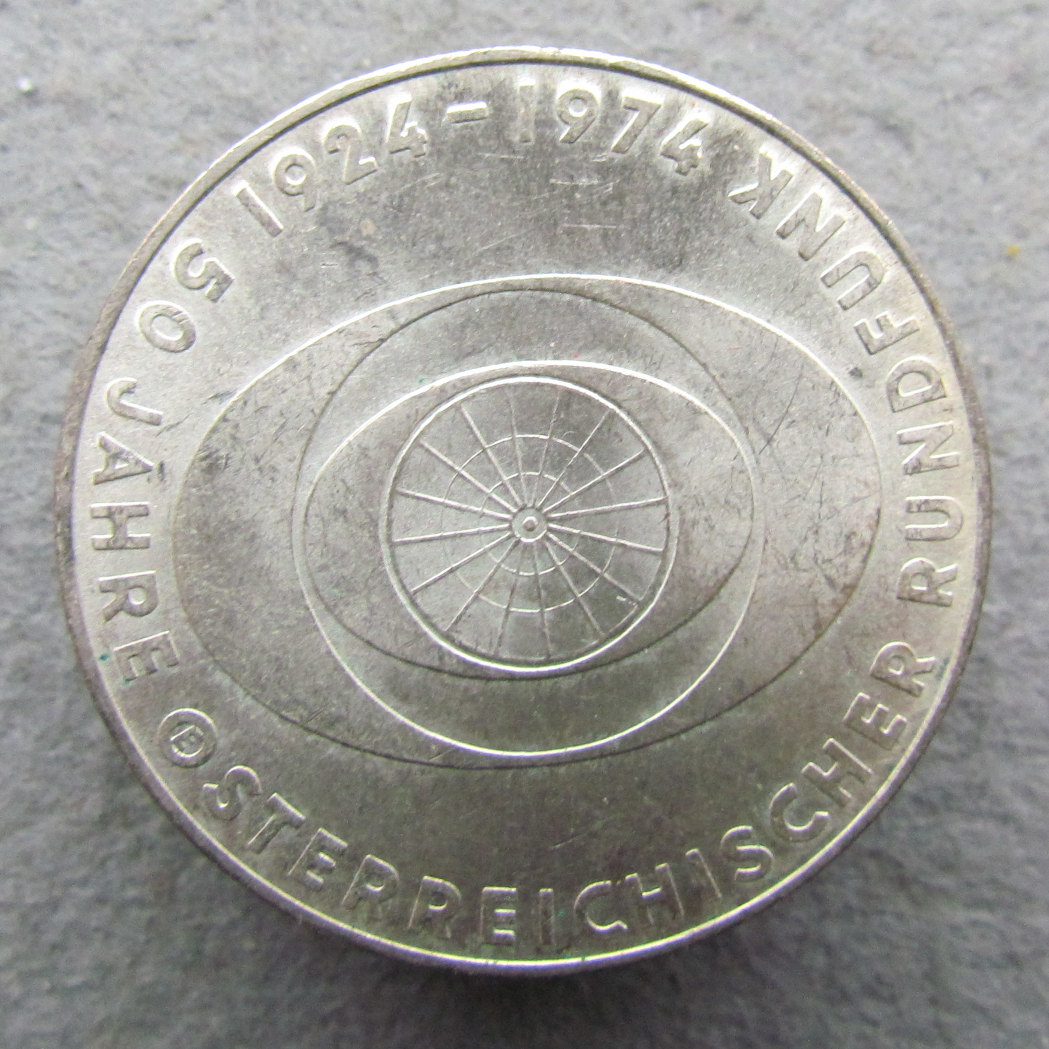 50 JAHRE ÖSTERREICHISCHER RUNDFUNK
1924–1974